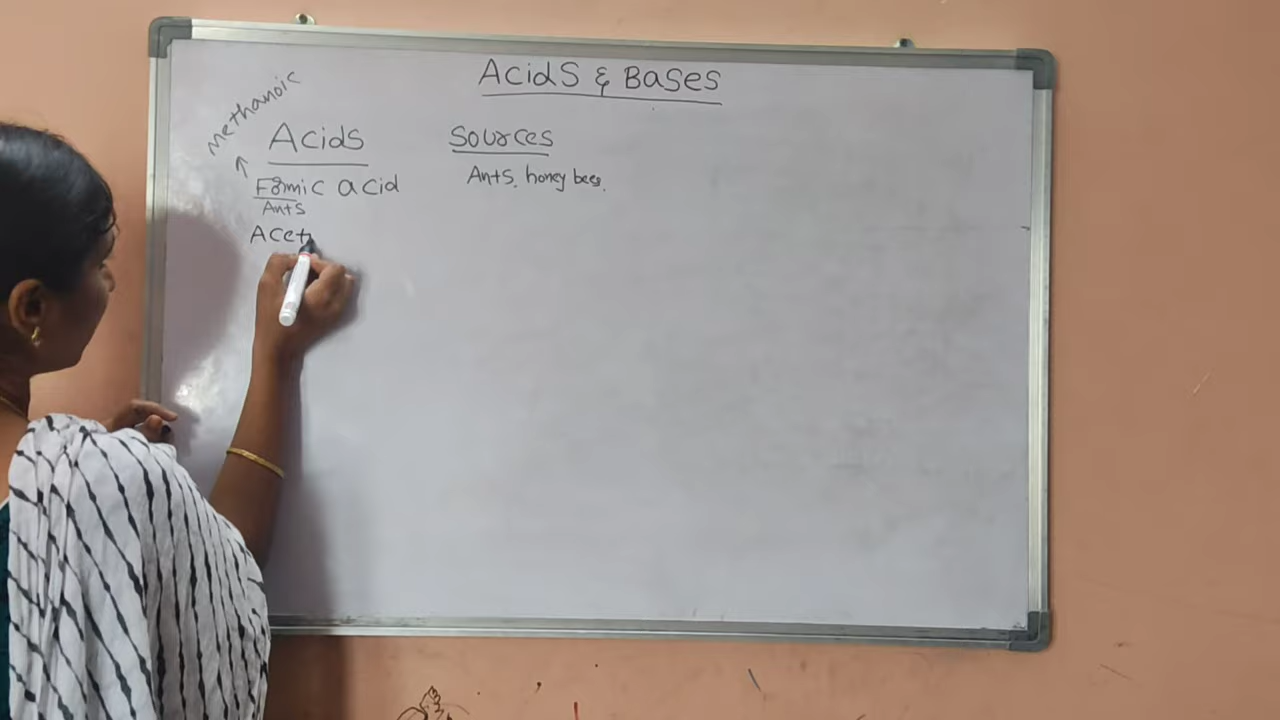 Acids & Bases
Methanoic
Acids Sources
Formic acid Ants, honey bees.
Ants
Acet